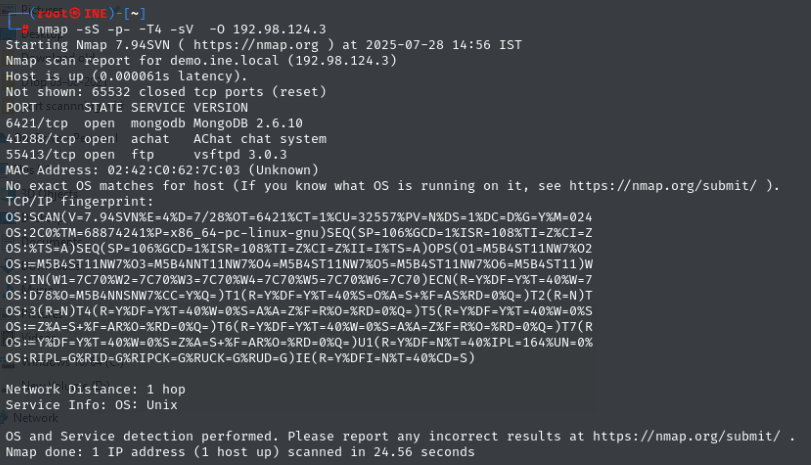 (root㉿INE)-[~]
# nmap -sS -p- -T4 -sV -O 192.98.124.3
Starting Nmap 7.94SVN ( https://nmap.org ) at 2025-07-28 14:56 IST
Nmap scan report for demo.ine.local (192.98.124.3)
Host is up (0.000061s latency).
Not shown: 65532 closed tcp ports (reset)
PORT      STATE SERVICE VERSION
6421/tcp  open  mongodb MongoDB 2.6.10
41288/tcp open  achat   AChat chat system
55413/tcp open  ftp     vsftpd 3.0.3
MAC Address: 02:42:C0:62:7C:03 (Unknown)
No exact OS matches for host (If you know what OS is running on it, see https://nmap.org/submit/ ).
TCP/IP fingerprint:
OS:SCAN(V=7.94SVN%E=4%D=7/28%OT=6421%CT=1%CU=32557%PV=N%DS=1%DC=D%G=Y%M=024
OS:2C0%TM=68874241%P=x86_64-pc-linux-gnu)SEQ(SP=106%GCD=1%ISR=108%TI=Z%CI=Z
OS:%TS=A)SEQ(SP=106%GCD=1%ISR=108%TI=Z%CI=Z%II=I%TS=A)OPS(O1=M5B4ST11NW7%O2
OS:=M5B4ST11NW7%O3=M5B4NNT11NW7%O4=M5B4ST11NW7%O5=M5B4ST11NW7%O6=M5B4ST11)W
OS:IN(W1=7C70%W2=7C70%W3=7C70%W4=7C70%W5=7C70%W6=7C70)ECN(R=Y%DF=Y%T=40%W=7
OS:D78%O=M5B4NNSNW7%CC=Y%Q=)T1(R=Y%DF=Y%T=40%S=O%A=S+%F=AS%RD=0%Q=)T2(R=N)T
OS:3(R=N)T4(R=Y%DF=Y%T=40%W=0%S=A%A=Z%F=R%O=%RD=0%Q=)T5(R=Y%DF=Y%T=40%W=0%S
OS:=Z%A=S+%F=AR%O=%RD=0%Q=)T6(R=Y%DF=Y%T=40%W=0%S=A%A=Z%F=R%O=%RD=0%Q=)T7(R
OS:=Y%DF=Y%T=40%W=0%S=Z%A=S+%F=AR%O=%RD=0%Q=)U1(R=Y%DF=N%T=40%IPL=164%UN=0%
OS:RIPL=G%RID=G%RIPCK=G%RUCK=G%RUD=G)IE(R=Y%DFI=N%T=40%CD=S)
Network Distance: 1 hop
Service Info: OS: Unix
OS and Service detection performed. Please report any incorrect results at https://nmap.org/submit/ .
Nmap done: 1 IP address (1 host up) scanned in 24.56 seconds